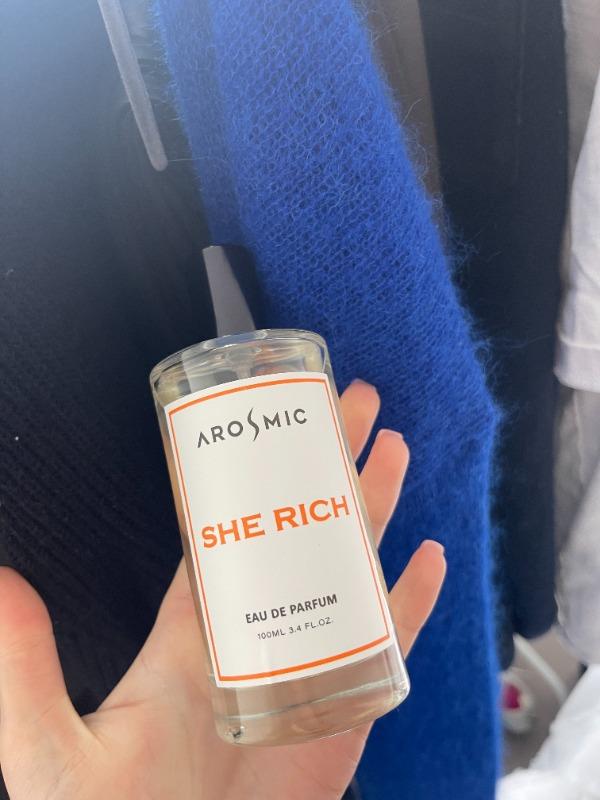 AROSMIC
SHE RICH
EAU DE PARFUM
100ML 3.4 FL.OZ.